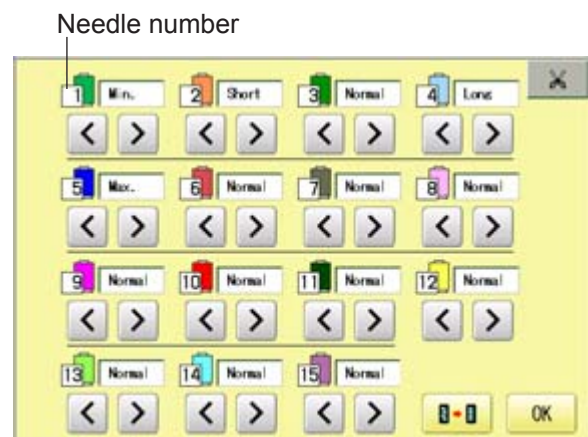 Needle number
1 Min. 2 Short 3 Normal 4 Long
5 Max. 6 Normal 7 Normal 8 Normal
9 Normal 10 Normal 11 Normal 12 Normal
13 Normal 14 Normal 15 Normal
OK